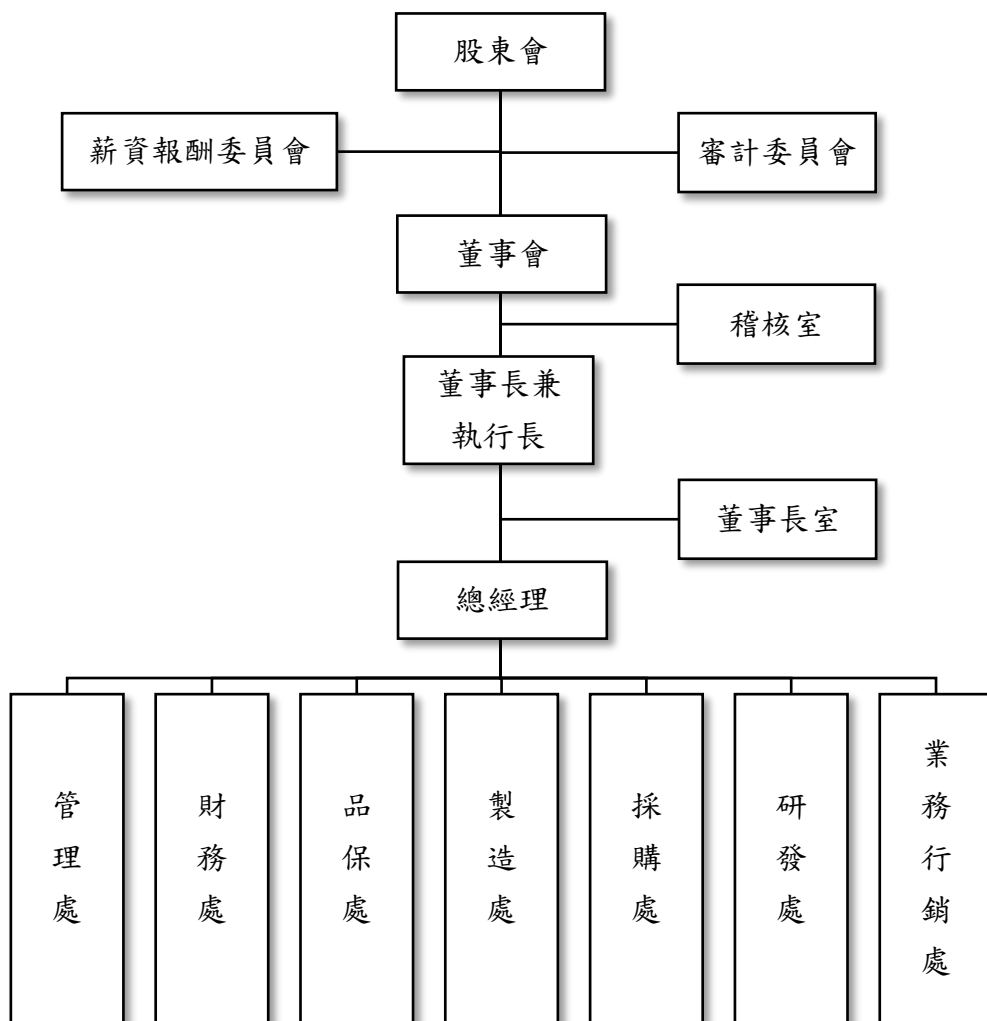 股東會
薪資報酬委員會
審計委員會
董事會
稽核室
董事長兼
執行長
董事長室
總經理
管理處
財務處
品保處
製造處
採購處
研發處
業務行銷處